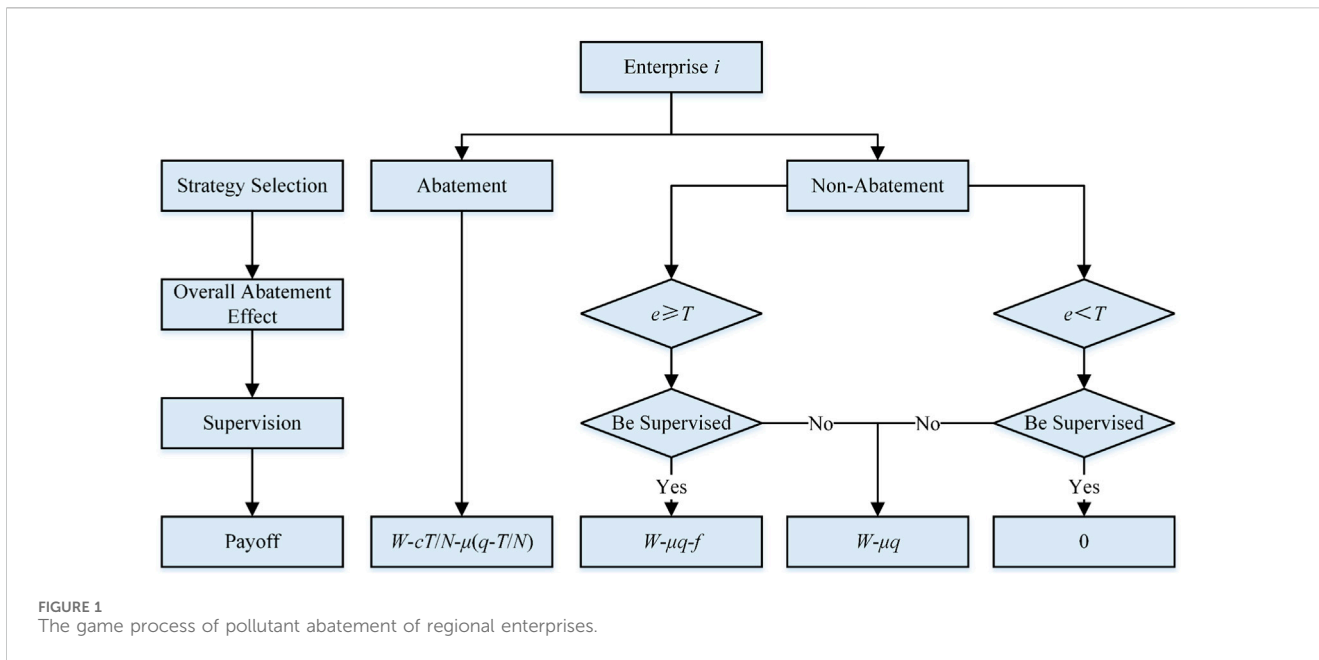 Enterprise i
Strategy Selection
Abatement
Non-Abatement
Overall Abatement
Effect
e⩾T
e<T
Supervision
Be Supervised
No
No
Be Supervised
Yes
Yes
Payoff
W-cT/N-μ(q-T/N)
W-μq-f
W-μq
0
FIGURE 1
The game process of pollutant abatement of regional enterprises.